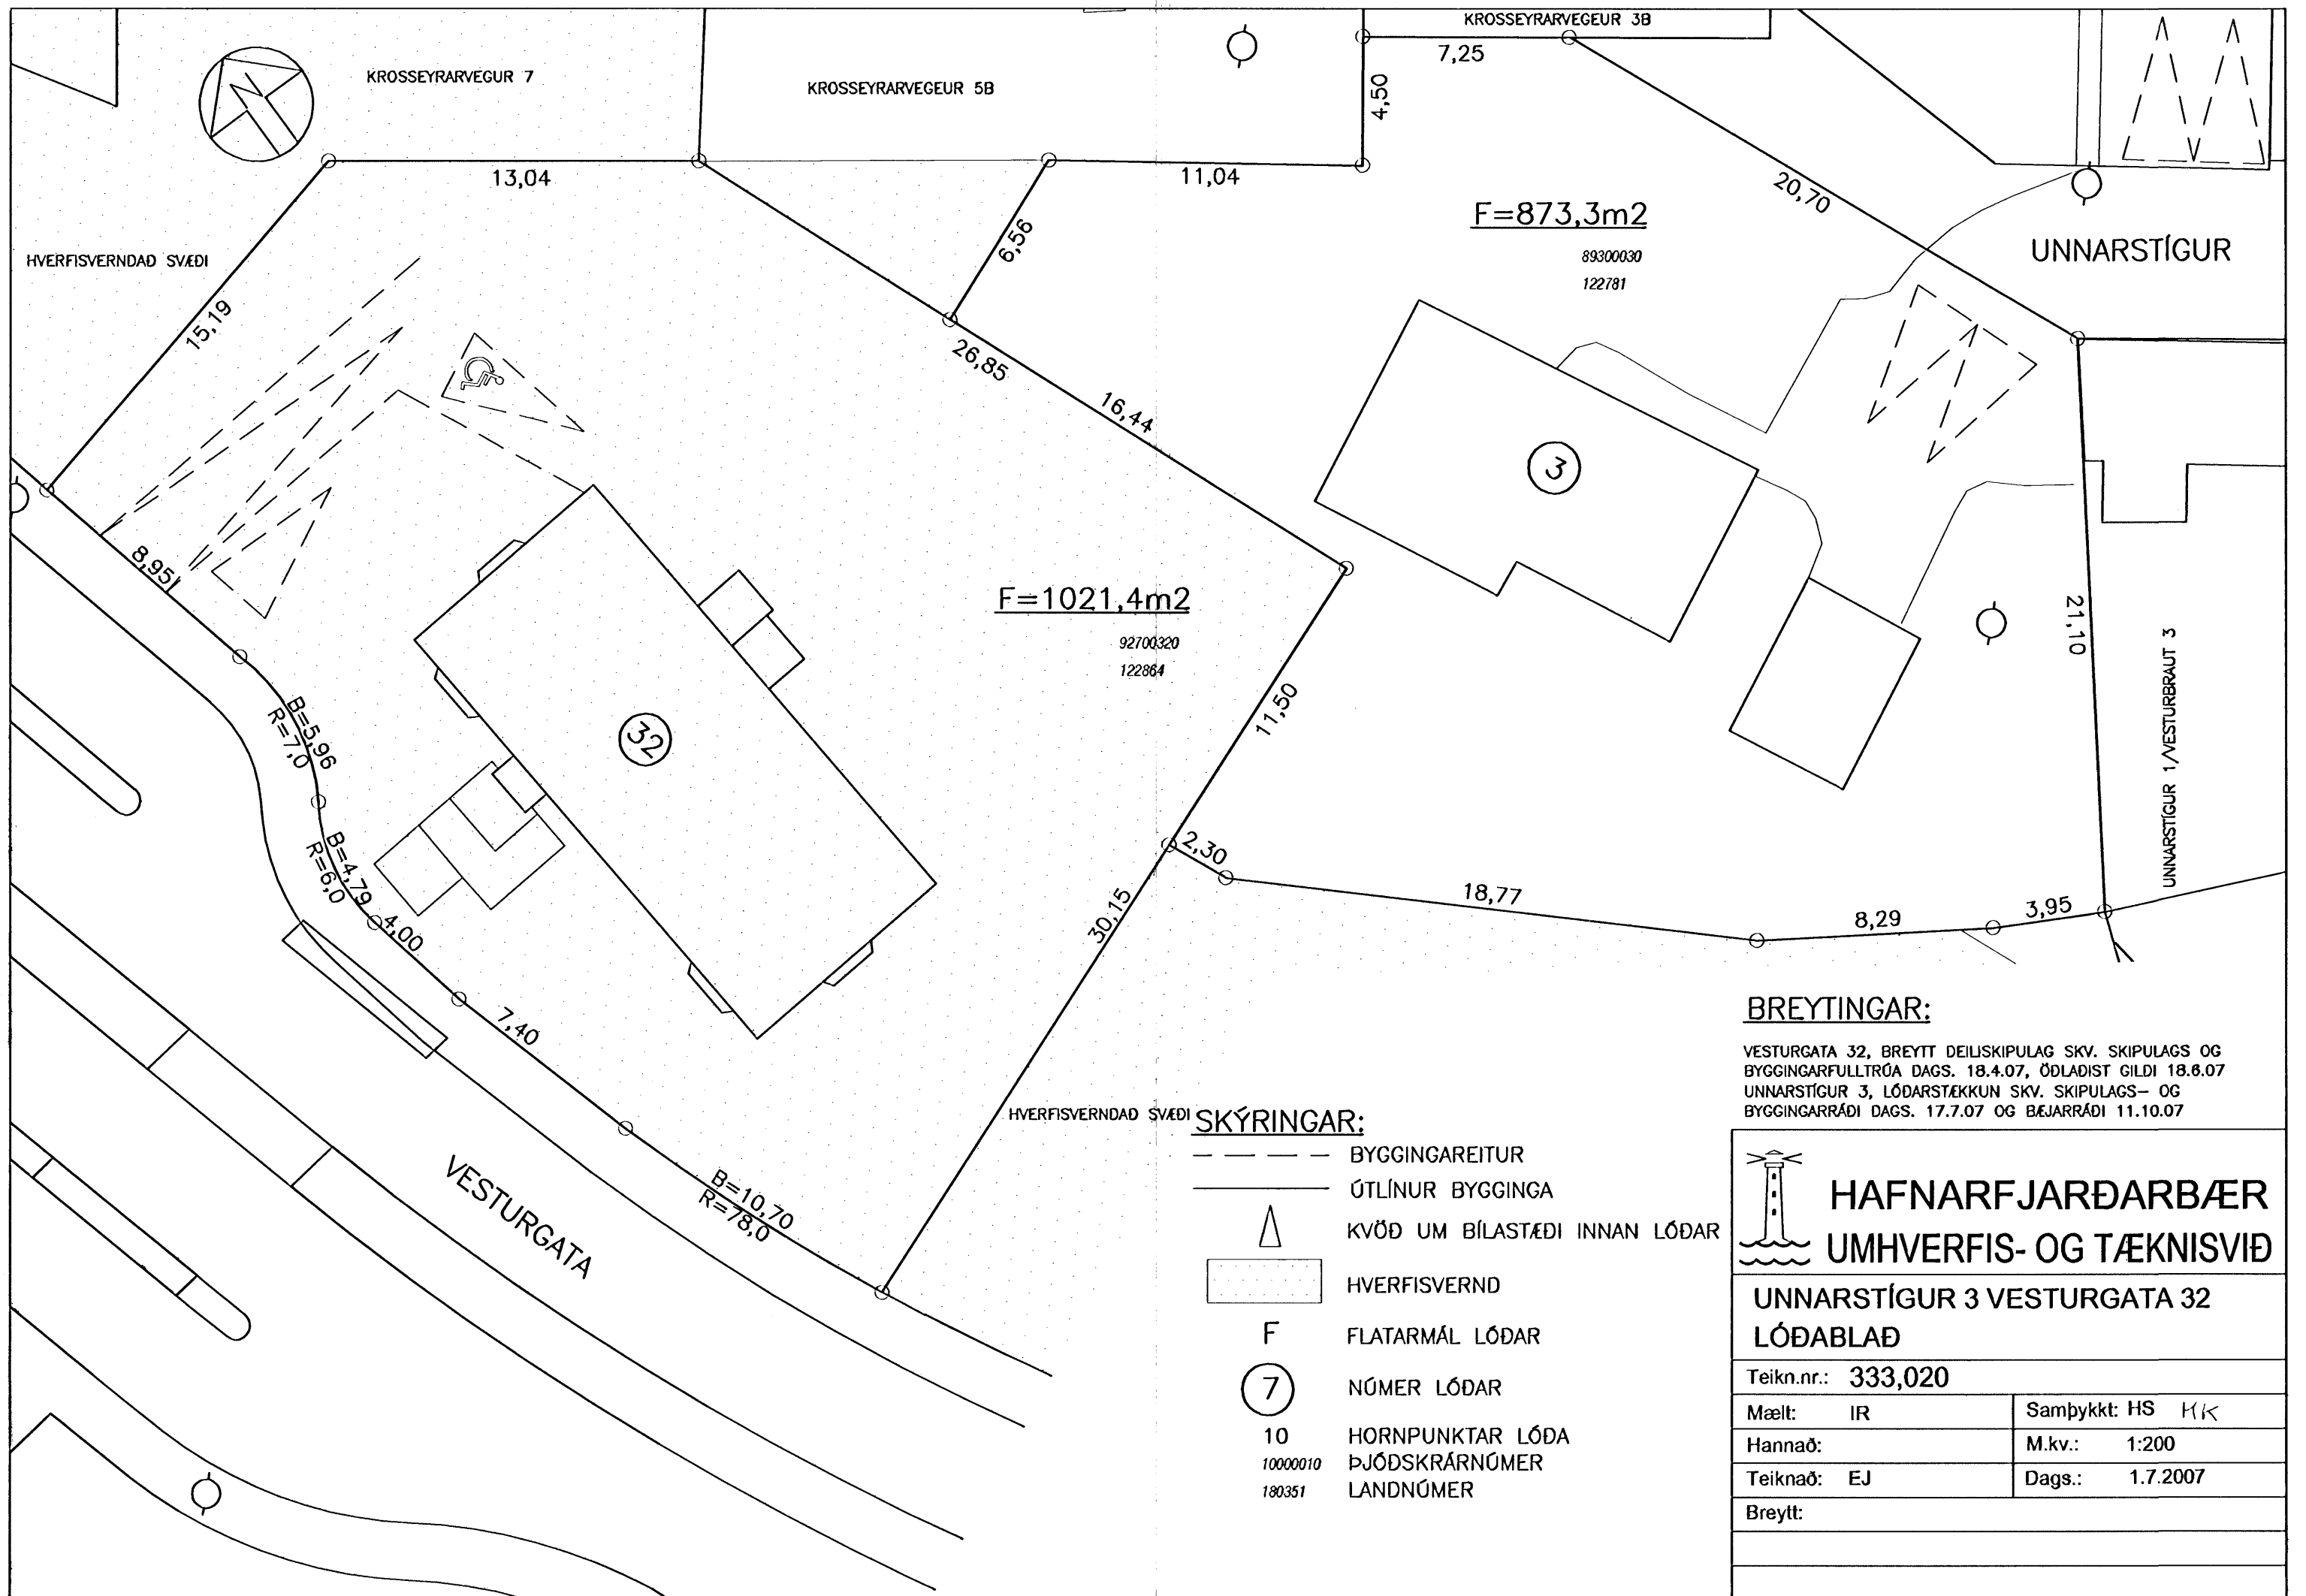 KROSSEYRARVEGEUR 3B
7,25
4,50
N
KROSSEYRARVEGUR 7
KROSSEYRARVEGEUR 5B
13,04
11,04
20,70
F=873,3m2
89300030
122781
UNNARSTÍGUR
HVERFISVERNDAÐ SVÆÐI
15,19
6,56
26,85
16,44
3
8,95
F=1021,4m2
92700320
122864
21,10
UNNARSTÍGUR 1/VESTURBRAUT 3
B=5,96
R=7,0
32
11,50
B=4,79
R=6,0
4,00
2,30
18,77
8,29
3,95
30,15
7,40
B=10,70
R=78,0
VESTURGATA
HVERFISVERNDAÐ SVÆÐI
BREYTINGAR:
VESTURGATA 32, BREYTT DEILISKIPULAG SKV. SKIPULAGS OG
BYGGINGARFULLTRÚA DAGS. 18.4.07, ÖÐLAÐIST GILDI 18.6.07
UNNARSTÍGUR 3, LÓÐARSTÆKKUN SKV. SKIPULAGS- OG
BYGGINGARRÁÐI DAGS. 17.7.07 OG BÆJARRÁÐI 11.10.07
SKÝRINGAR:
BYGGINGAREITUR
ÚTLÍNUR BYGGINGA
KVÖÐ UM BÍLASTÆÐI INNAN LÓÐAR
HVERFISVERND
F FLATARMÁL LÓÐAR
7 NÚMER LÓÐAR
10 HORNPUNKTAR LÓÐA
10000010 ÞJÓÐSKRÁRNÚMER
180351 LANDNÚMER
HAFNARFJARÐARBÆR
UMHVERFIS- OG TÆKNISVIÐ
UNNARSTÍGUR 3 VESTURGATA 32
LÓÐABLAÐ
Teikn.nr.: 333,020
Mælt: IR
Samþykkt: HS KK
Hannað:
M.kv.: 1:200
Teiknað: EJ
Dags.: 1.7.2007
Breytt: